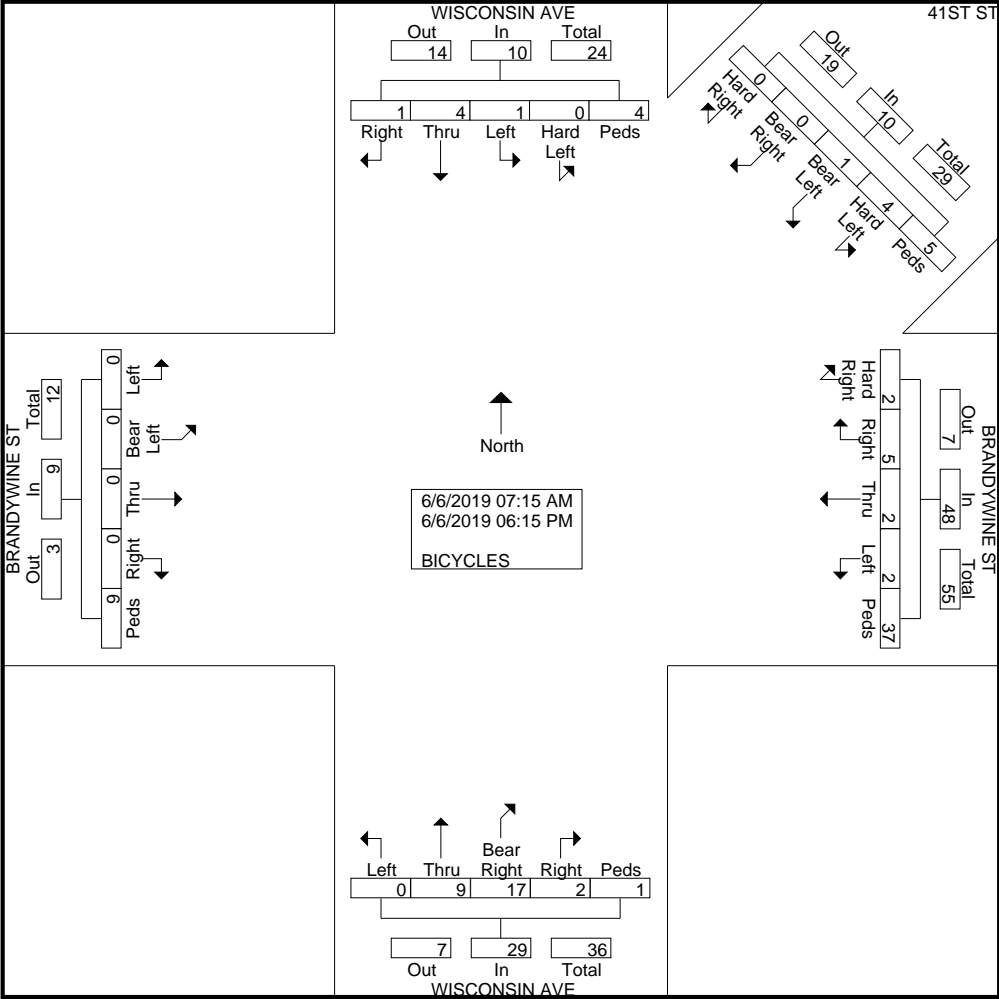 WISCONSIN AVE
Out In Total
14 10 24
1 4 1 0 4
Right Thru Left Hard Left Peds
41ST ST
Out In Total
19 10 29
0 0 1 4 5
Hard Right Bear Right Bear Left Hard Left Peds
BRANDYWINE ST
Total In Out
12 9 3
0 0 0 0 9
Left Bear Left Thru Right Peds
North
6/6/2019 07:15 AM
6/6/2019 06:15 PM
BICYCLES
Hard Right Right Thru Left Peds
2 5 2 2 37
Out In Total
7 48 55
BRANDYWINE ST
Left Thru Bear Right Right Peds
0 9 17 2 1
7 29 36
Out In Total
WISCONSIN AVE